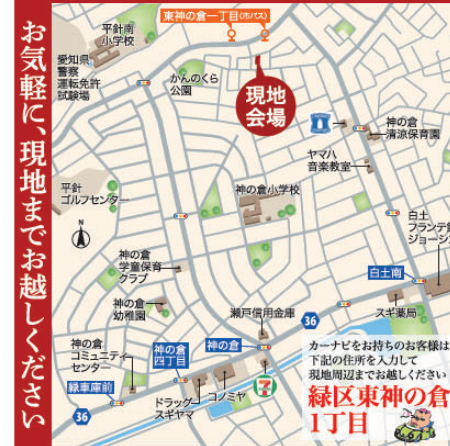 お気軽に、現地までお越しください
東神の倉一丁目(市バス)
平針南
小学校
愛知県
警察
運転免許
試験場
かんのくら
公園
現地
会場
神の倉
清涼保育園
ヤマハ
音楽教室
平針
ゴルフセンター
神の倉小学校
N
白土
フランテ館
ジョーシン
神の倉
学童保育
クラブ
白土南
神の倉
幼稚園
瀬戸信用金庫
36
スギ薬局
神の倉
コミュニティ
センター
神の倉
四丁目
神の倉
緑車庫前
コノミヤ
ドラッグ
スギヤマ
36
7
カーナビをお持ちのお客様は
下記の住所を入力して
現地周辺までお越しください
緑区東神の倉
1丁目